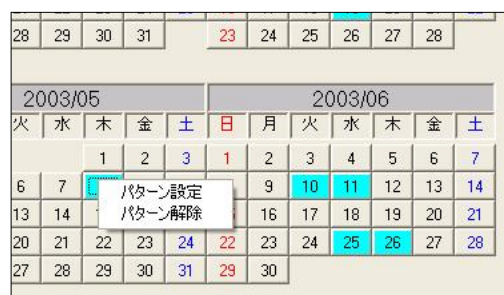 28 29 30 31 23 24 25 26 27 28
2003/05 2003/06
火 水 木 金 土 日 月 火 水 木 金 土
1 2 3 1 2 3 4 5 6 7
6 7 パターン設定 9 10 11 12 13 14
13 14 パターン解除 16 17 18 19 20 21
20 21 22 23 24 22 23 24 25 26 27 28
27 28 29 30 31 29 30